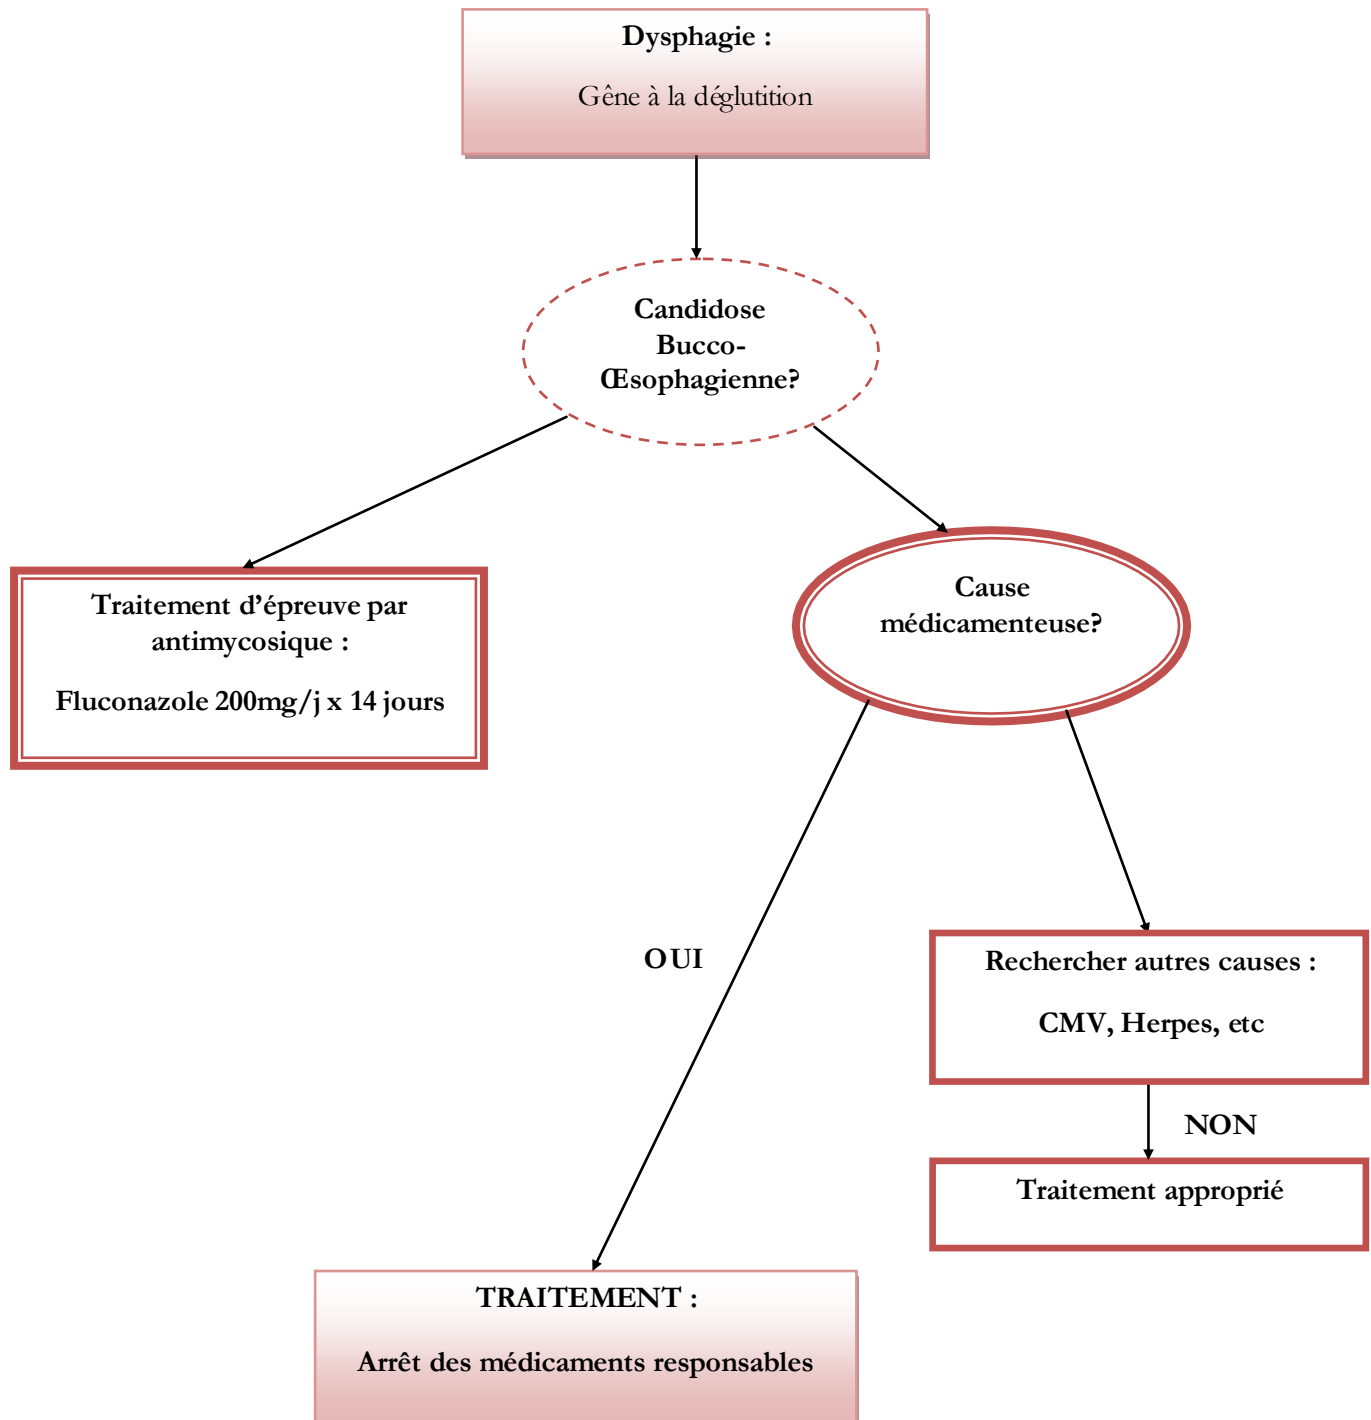 Dysphagie :
Gêne à la déglutition
Candidose
Bucco-
Œsophagienne?
Traitement d’épreuve par
antimycosique :
Fluconazole 200mg/j x 14 jours
Cause
médicamenteuse?
OUI
Rechercher autres causes :
CMV, Herpes, etc
NON
Traitement approprié
TRAITEMENT :
Arrêt des médicaments responsables